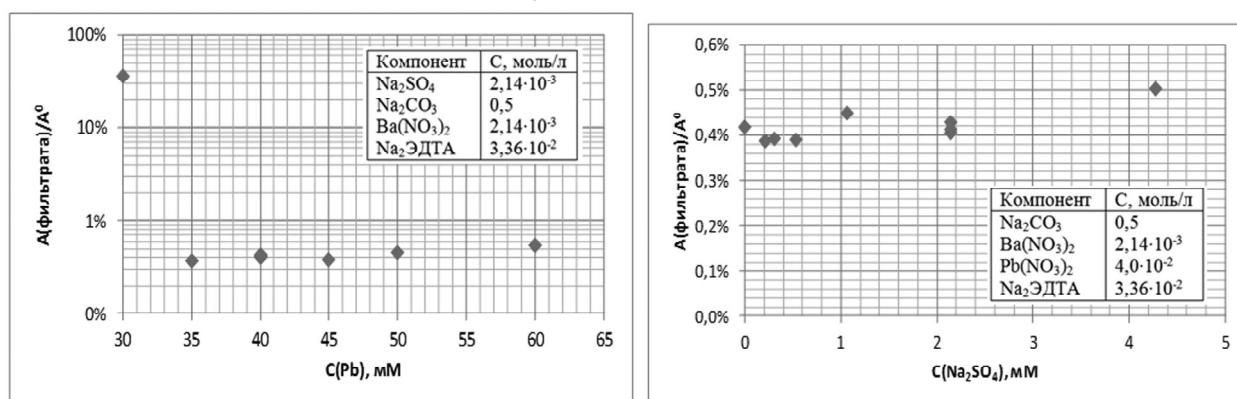 100%
10%
1%
0%
30 35 40 45 50 55 60 65
А(фильтрата)/А⁰
С(Pb), мМ
Компонент С, моль/л
Na₂SO₄ 2,14·10⁻³
Na₂CO₃ 0,5
Ba(NO₃)₂ 2,14·10⁻³
Na₂ЭДТА 3,36·10⁻²
0,6%
0,5%
0,4%
0,3%
0,2%
0,1%
0,0%
0 1 2 3 4 5
А(фильтрата)/А⁰
С(Na₂SO₄),мМ
Компонент С, моль/л
Na₂CO₃ 0,5
Ba(NO₃)₂ 2,14·10⁻³
Pb(NO₃)₂ 4,0·10⁻²
Na₂ЭДТА 3,36·10⁻²